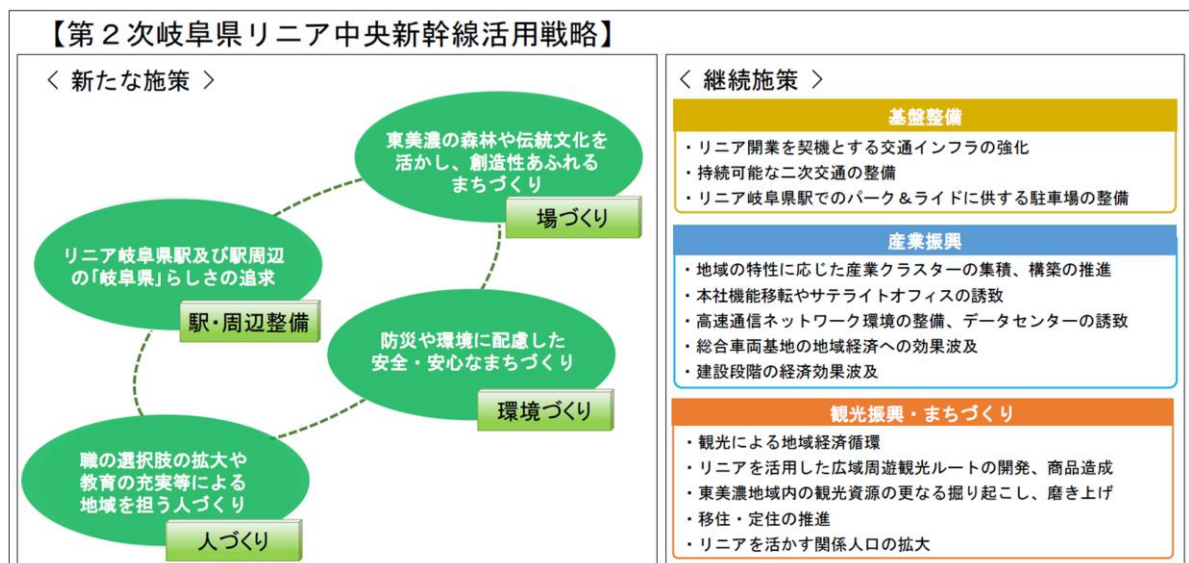 【第２次岐阜県リニア中央新幹線活用戦略】
＜ 新たな施策 ＞
東美濃の森林や伝統文化を
活かし、創造性あふれる
まちづくり
場づくり
リニア岐阜県駅及び駅周辺
の「岐阜県」らしさの追求
駅・周辺整備
防災や環境に配慮した
安全・安心なまちづくり
環境づくり
職の選択肢の拡大や
教育の充実等による
地域を担う人づくり
人づくり
＜ 継続施策 ＞
基盤整備
・リニア開業を契機とする交通インフラの強化
・持続可能な二次交通の整備
・リニア岐阜県駅でのパーク＆ライドに供する駐車場の整備
産業振興
・地域の特性に応じた産業クラスターの集積、構築の推進
・本社機能移転やサテライトオフィスの誘致
・高速通信ネットワーク環境の整備、データセンターの誘致
・総合車両基地の地域経済への効果波及
・建設段階の経済効果波及
観光振興・まちづくり
・観光による地域経済循環
・リニアを活用した広域周遊観光ルートの開発、商品造成
・東美濃地域内の観光資源の更なる掘り起こし、磨き上げ
・移住・定住の推進
・リニアを活かす関係人口の拡大